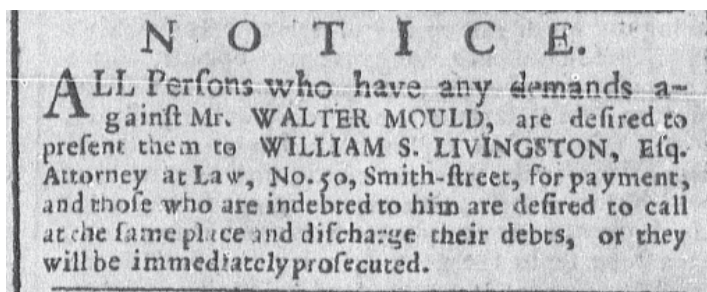 NOTICE.
ALL Perſons who have any demands a-
gainſt Mr. WALTER MOULD, are deſired to
preſent them to WILLIAM S. LIVINGSTON, Eſq.
Attorney at Law, No. 50, Smith-ſtreet, for payment,
and thoſe who are indebred to him are deſired to call
at the ſame place and diſcharge their debts, or they
will be immediately proſecuted.